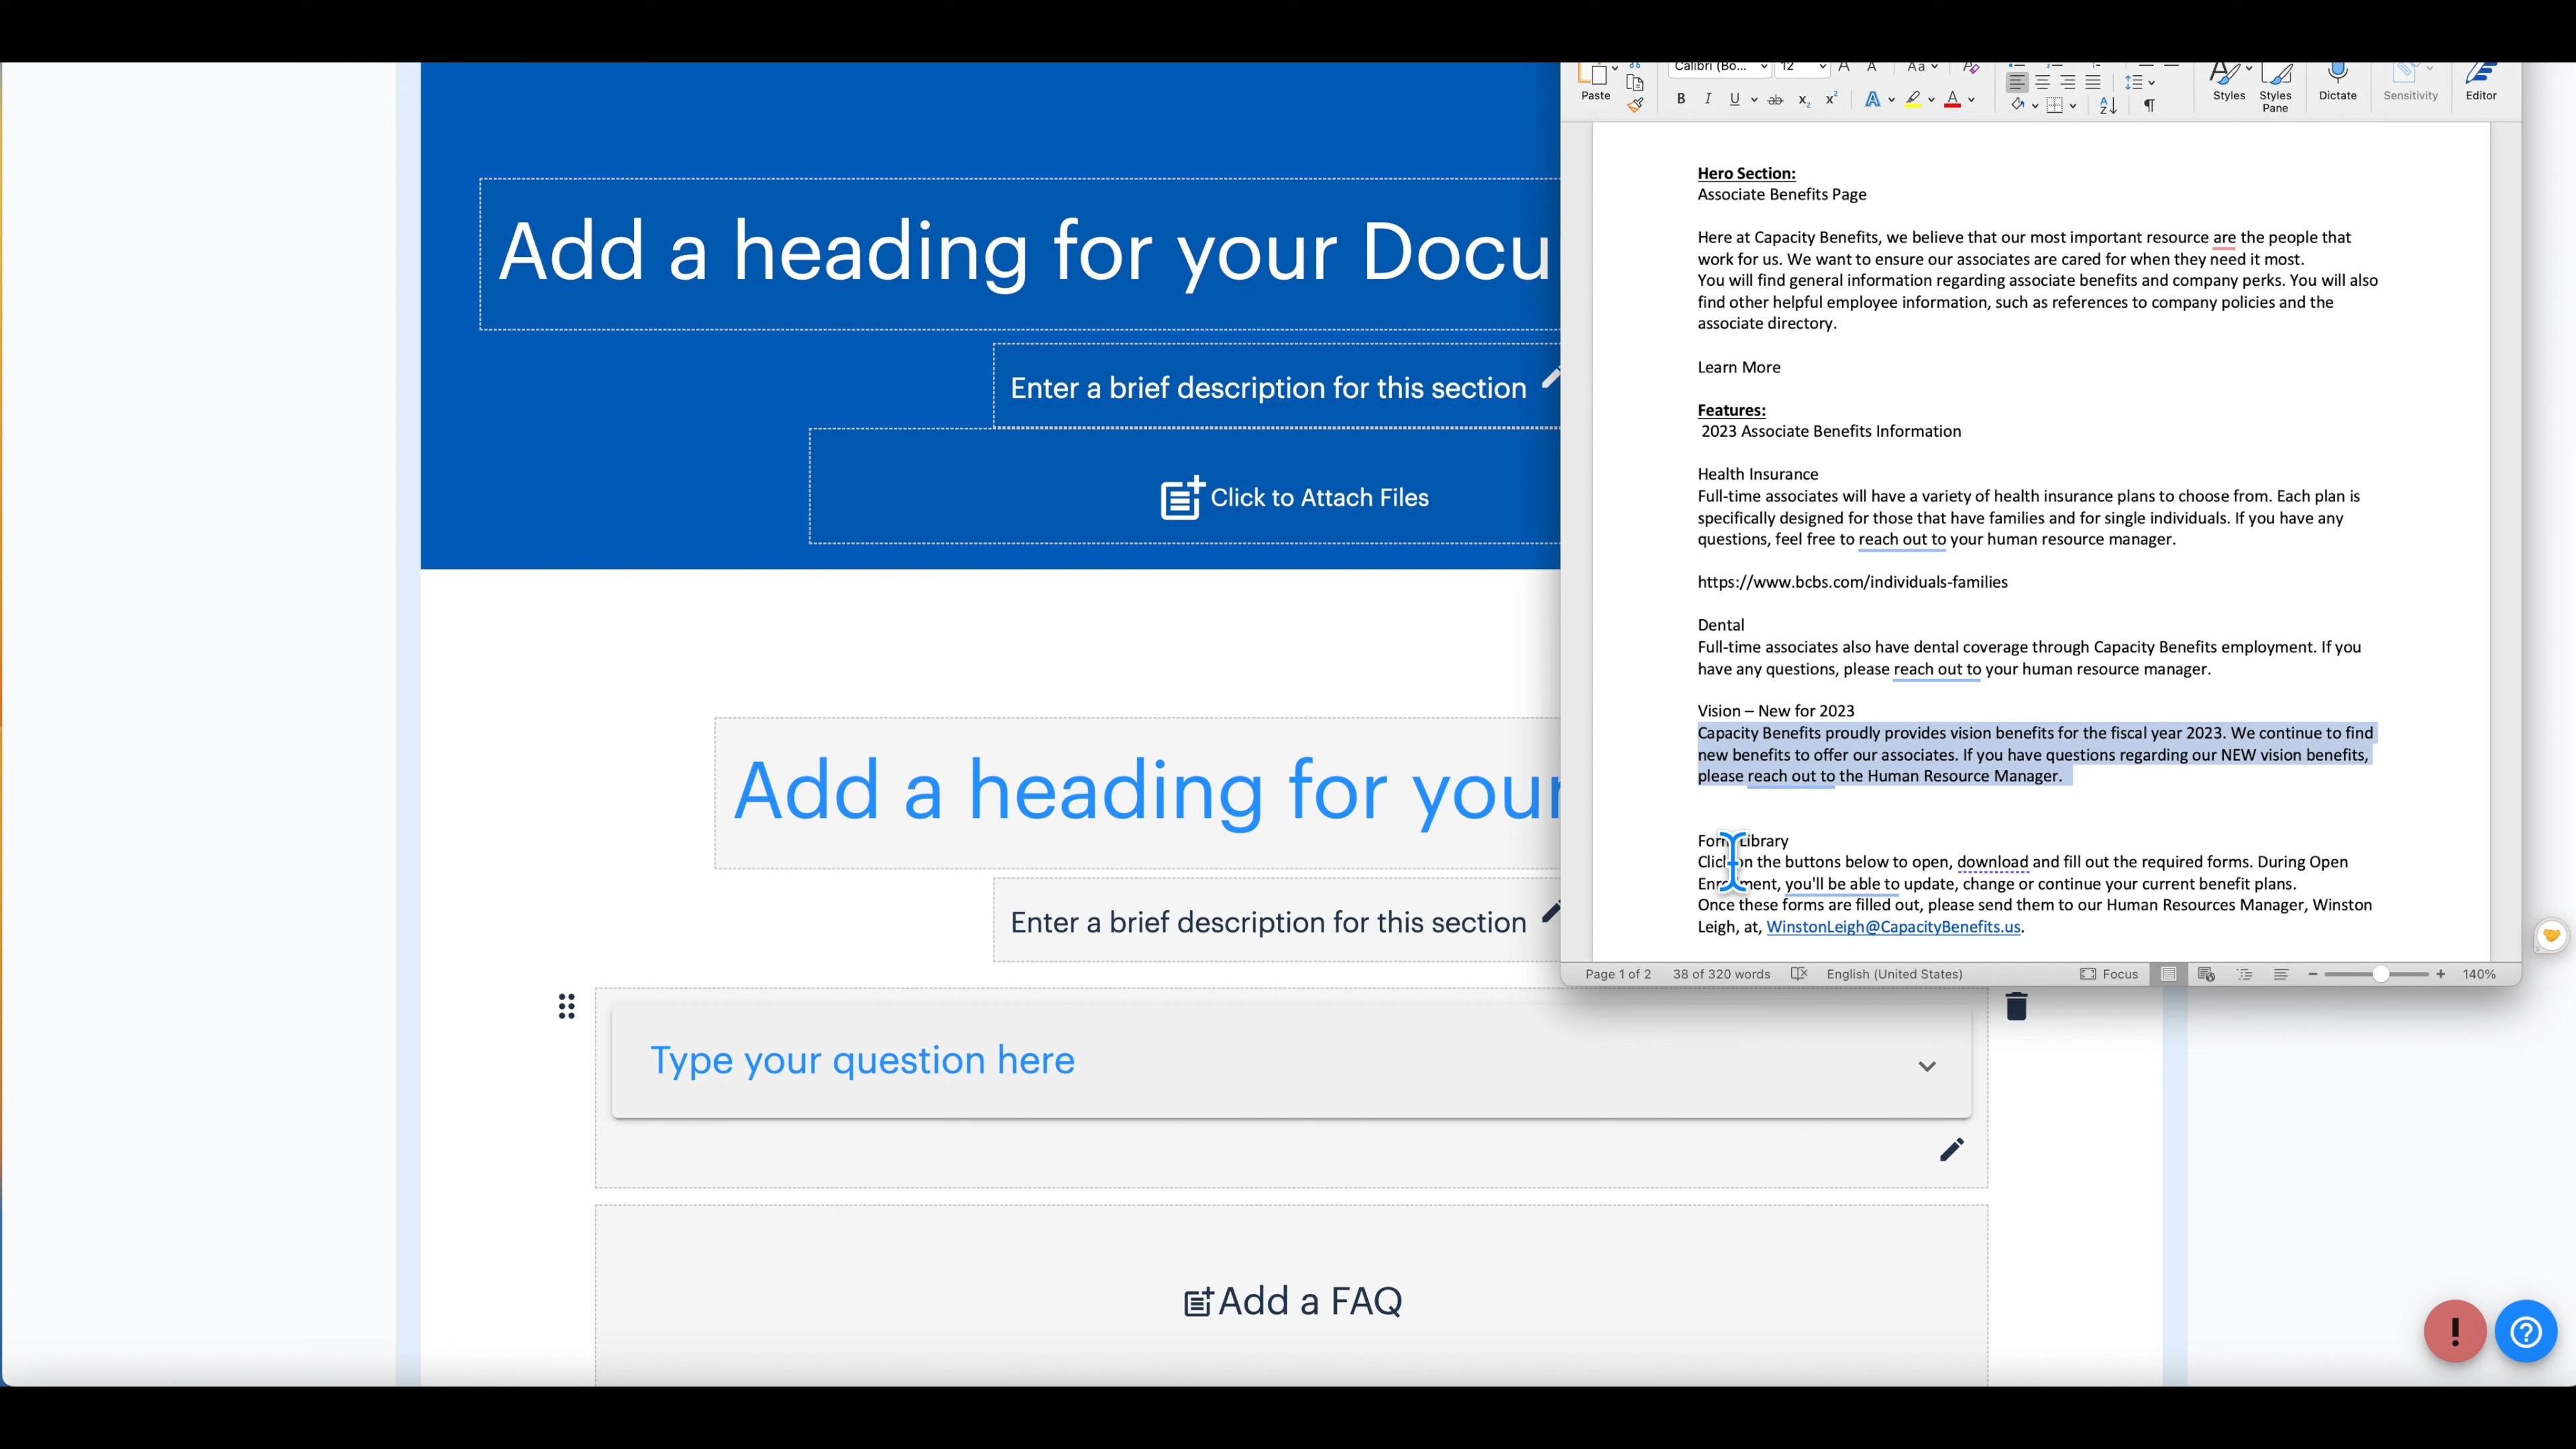 Add a heading for your Docu
Enter a brief description for this section
Click to Attach Files
Add a heading for your
Enter a brief description for this section
Type your question here
Add a FAQ
Calibri (Bo...
12
Aa
Paste
B I U ab x₂ x²
Styles
Styles
Pane
Dictate
Sensitivity
Editor
Hero Section:
Associate Benefits Page
Here at Capacity Benefits, we believe that our most important resource are the people that
work for us. We want to ensure our associates are cared for when they need it most.
You will find general information regarding associate benefits and company perks. You will also
find other helpful employee information, such as references to company policies and the
associate directory.
Learn More
Features:
2023 Associate Benefits Information
Health Insurance
Full-time associates will have a variety of health insurance plans to choose from. Each plan is
specifically designed for those that have families and for single individuals. If you have any
questions, feel free to reach out to your human resource manager.
https://www.bcbs.com/individuals-families
Dental
Full-time associates also have dental coverage through Capacity Benefits employment. If you
have any questions, please reach out to your human resource manager.
Vision – New for 2023
Capacity Benefits proudly provides vision benefits for the fiscal year 2023. We continue to find
new benefits to offer our associates. If you have questions regarding our NEW vision benefits,
please reach out to the Human Resource Manager.
Form Library
Click on the buttons below to open, download and fill out the required forms. During Open
Enrollment, you'll be able to update, change or continue your current benefit plans.
Once these forms are filled out, please send them to our Human Resources Manager, Winston
Leigh, at, WinstonLeigh@CapacityBenefits.us.
Page 1 of 2
38 of 320 words
English (United States)
Focus
140%